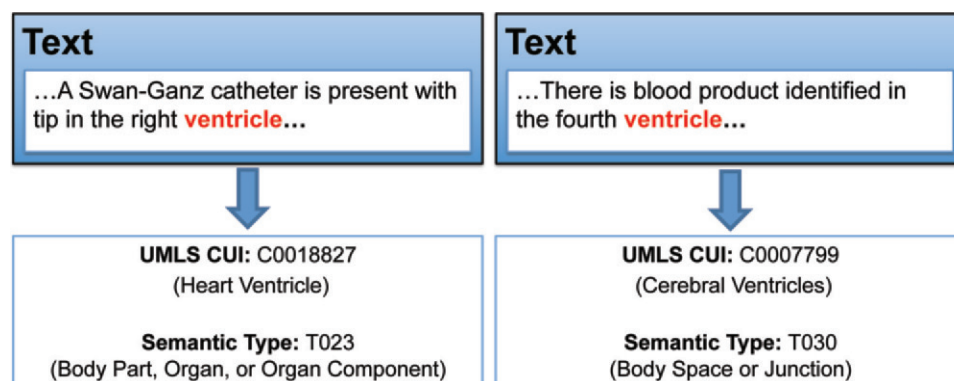 Text
…A Swan-Ganz catheter is present with
tip in the right ventricle…
UMLS CUI: C0018827
(Heart Ventricle)
Semantic Type: T023
(Body Part, Organ, or Organ Component)
Text
…There is blood product identified in
the fourth ventricle…
UMLS CUI: C0007799
(Cerebral Ventricles)
Semantic Type: T030
(Body Space or Junction)